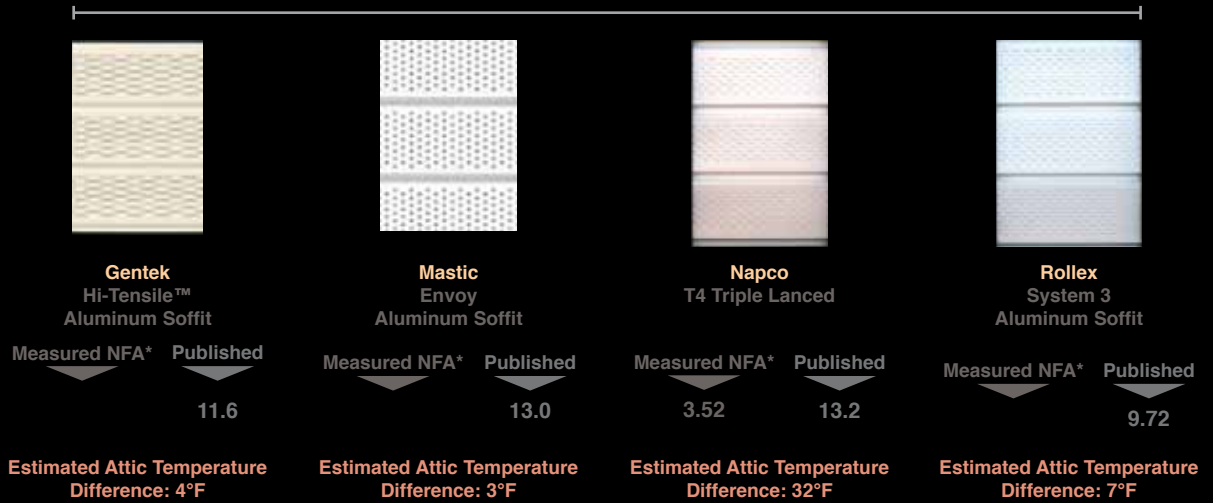 Gentek
Hi-Tensile™
Aluminum Soffit
Measured NFA* Published
11.6
Estimated Attic Temperature
Difference: 4°F
Mastic
Envoy
Aluminum Soffit
Measured NFA* Published
13.0
Estimated Attic Temperature
Difference: 3°F
Napco
T4 Triple Lanced
Measured NFA* Published
3.52 13.2
Estimated Attic Temperature
Difference: 32°F
Rollex
System 3
Aluminum Soffit
Measured NFA* Published
9.72
Estimated Attic Temperature
Difference: 7°F